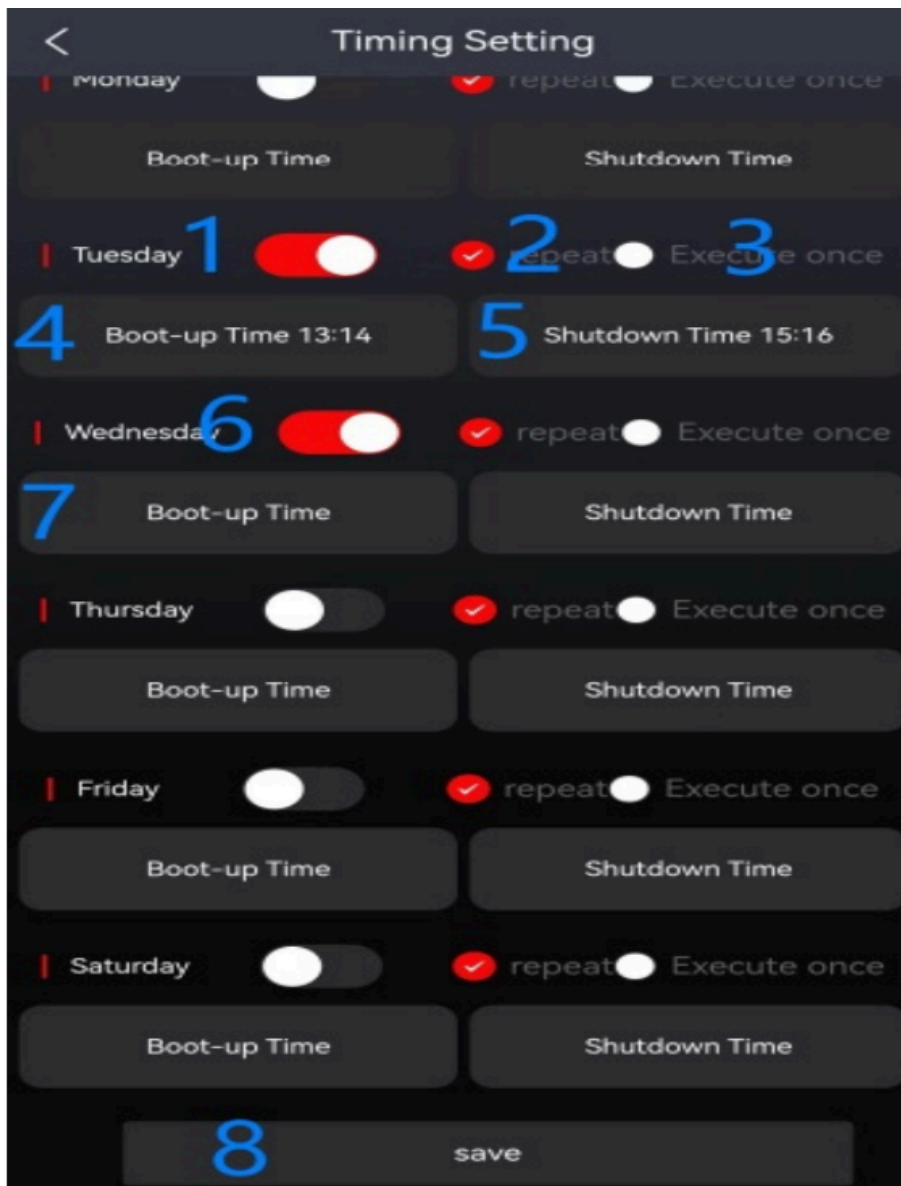 Timing Setting
Monday repeat Execute once
Boot-up Time Shutdown Time
Tuesday 1 2 repeat 3 Execute once
4 Boot-up Time 13:14 5 Shutdown Time 15:16
Wednesday 6 repeat Execute once
7 Boot-up Time Shutdown Time
Thursday repeat Execute once
Boot-up Time Shutdown Time
Friday repeat Execute once
Boot-up Time Shutdown Time
Saturday repeat Execute once
Boot-up Time Shutdown Time
8 save